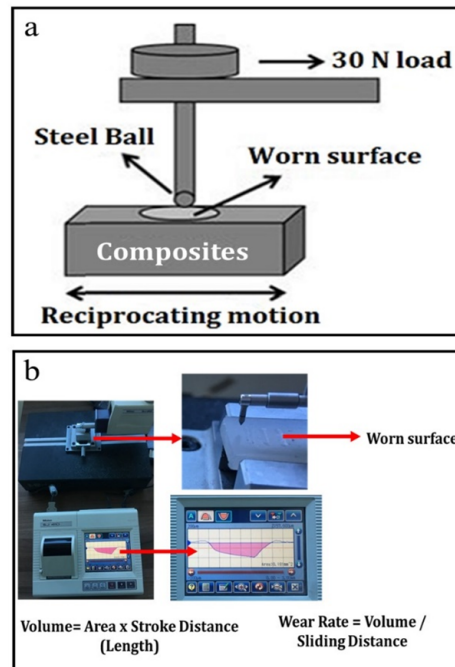 a
30 N load
Steel Ball
Worn surface
Composites
Reciprocating motion
b
Worn surface
Volume= Area x Stroke Distance
(Length)
Wear Rate = Volume /
Sliding Distance